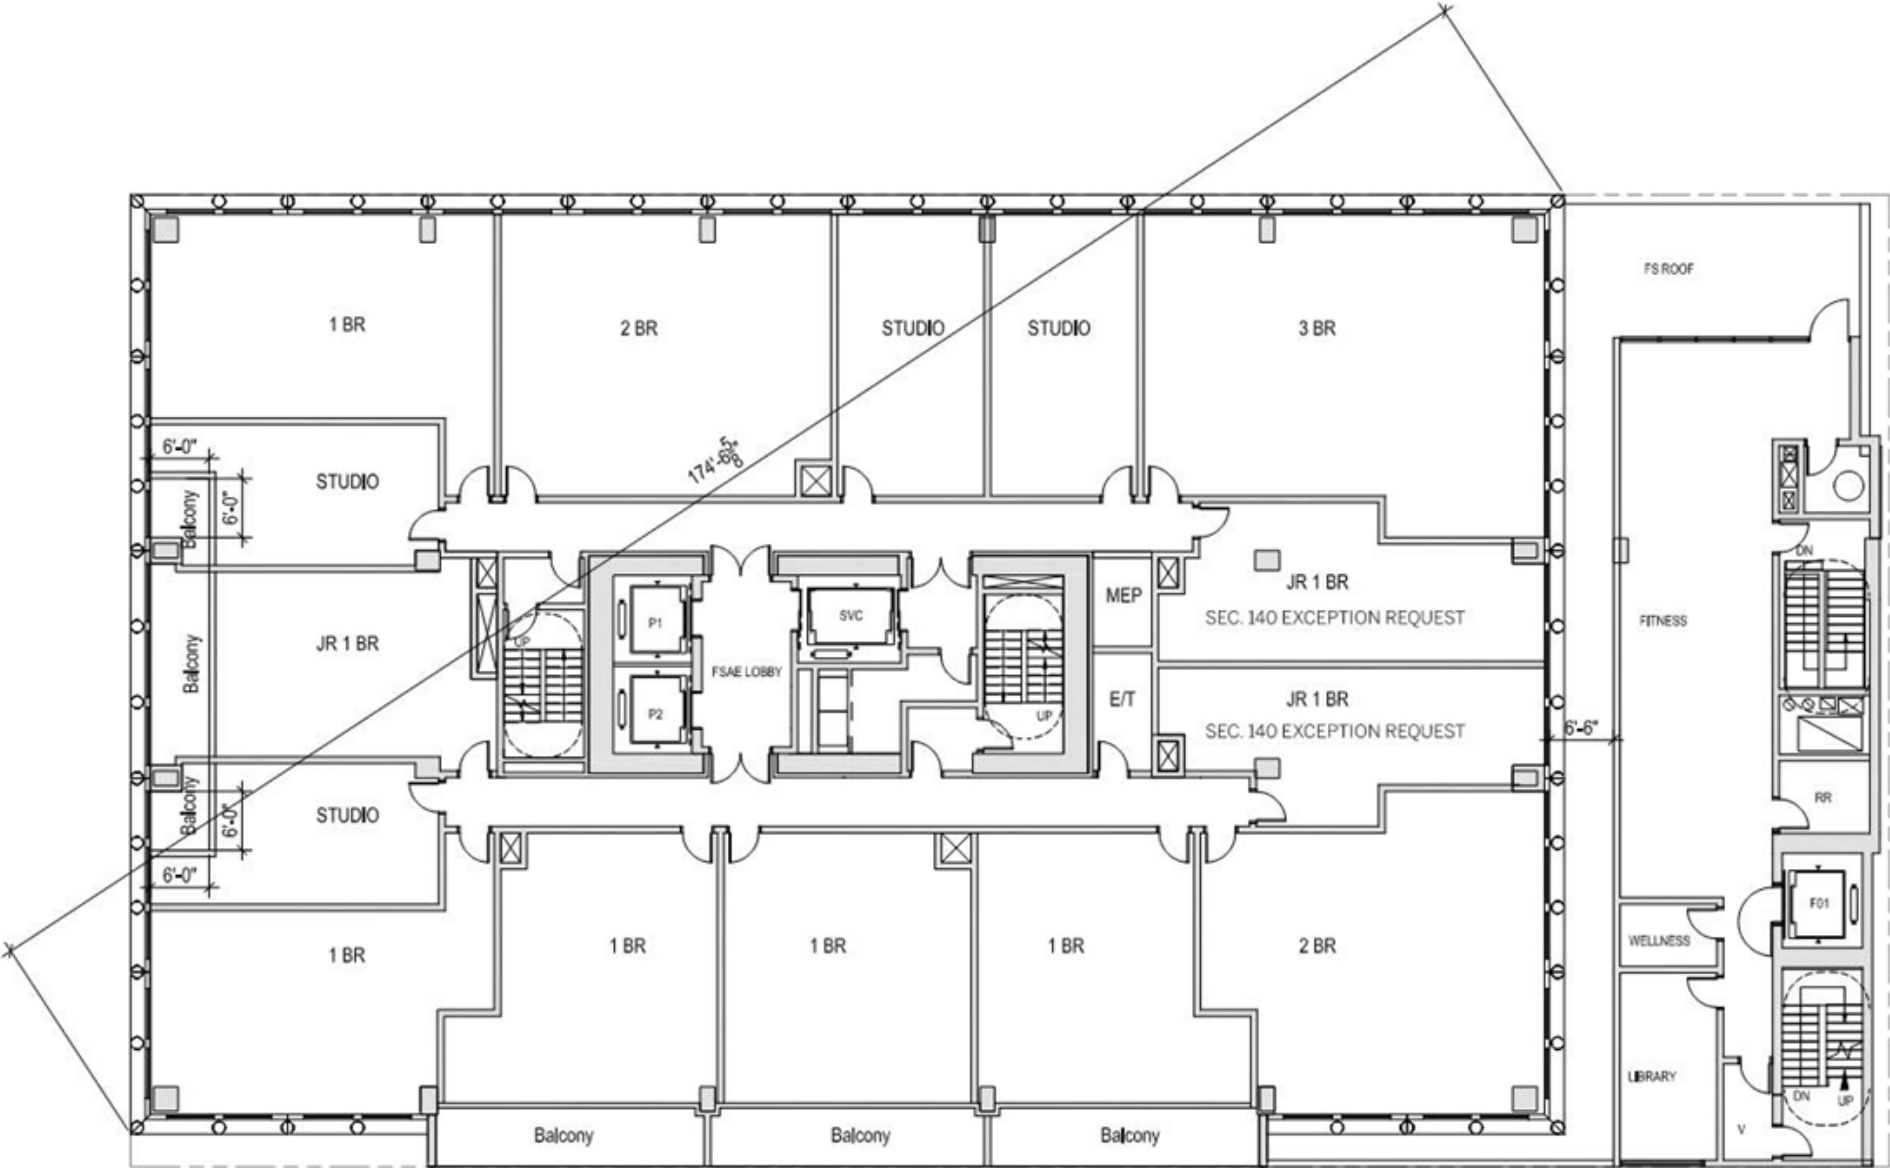 FS ROOF
1 BR
2 BR
STUDIO
STUDIO
3 BR
174'-6 5/8"
6'-0"
STUDIO
Balcony
6'-0"
DN
MEP
JR 1 BR
SEC. 140 EXCEPTION REQUEST
P1
SVC
FITNESS
UP
JR 1 BR
Balcony
FSAE LOBBY
P2
UP
E/T
JR 1 BR
SEC. 140 EXCEPTION REQUEST
6'-6"
Balcony
6'-0"
STUDIO
RR
6'-0"
F01
1 BR
1 BR
1 BR
1 BR
2 BR
WELLNESS
LIBRARY
DN
UP
V
Balcony
Balcony
Balcony